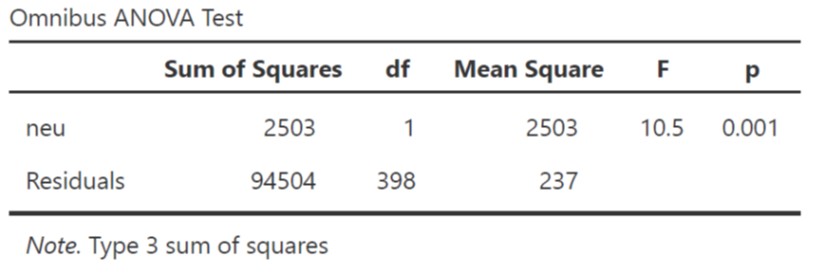 Omnibus ANOVA Test
Sum of Squares df Mean Square F p
neu 2503 1 2503 10.5 0.001
Residuals 94504 398 237
Note. Type 3 sum of squares